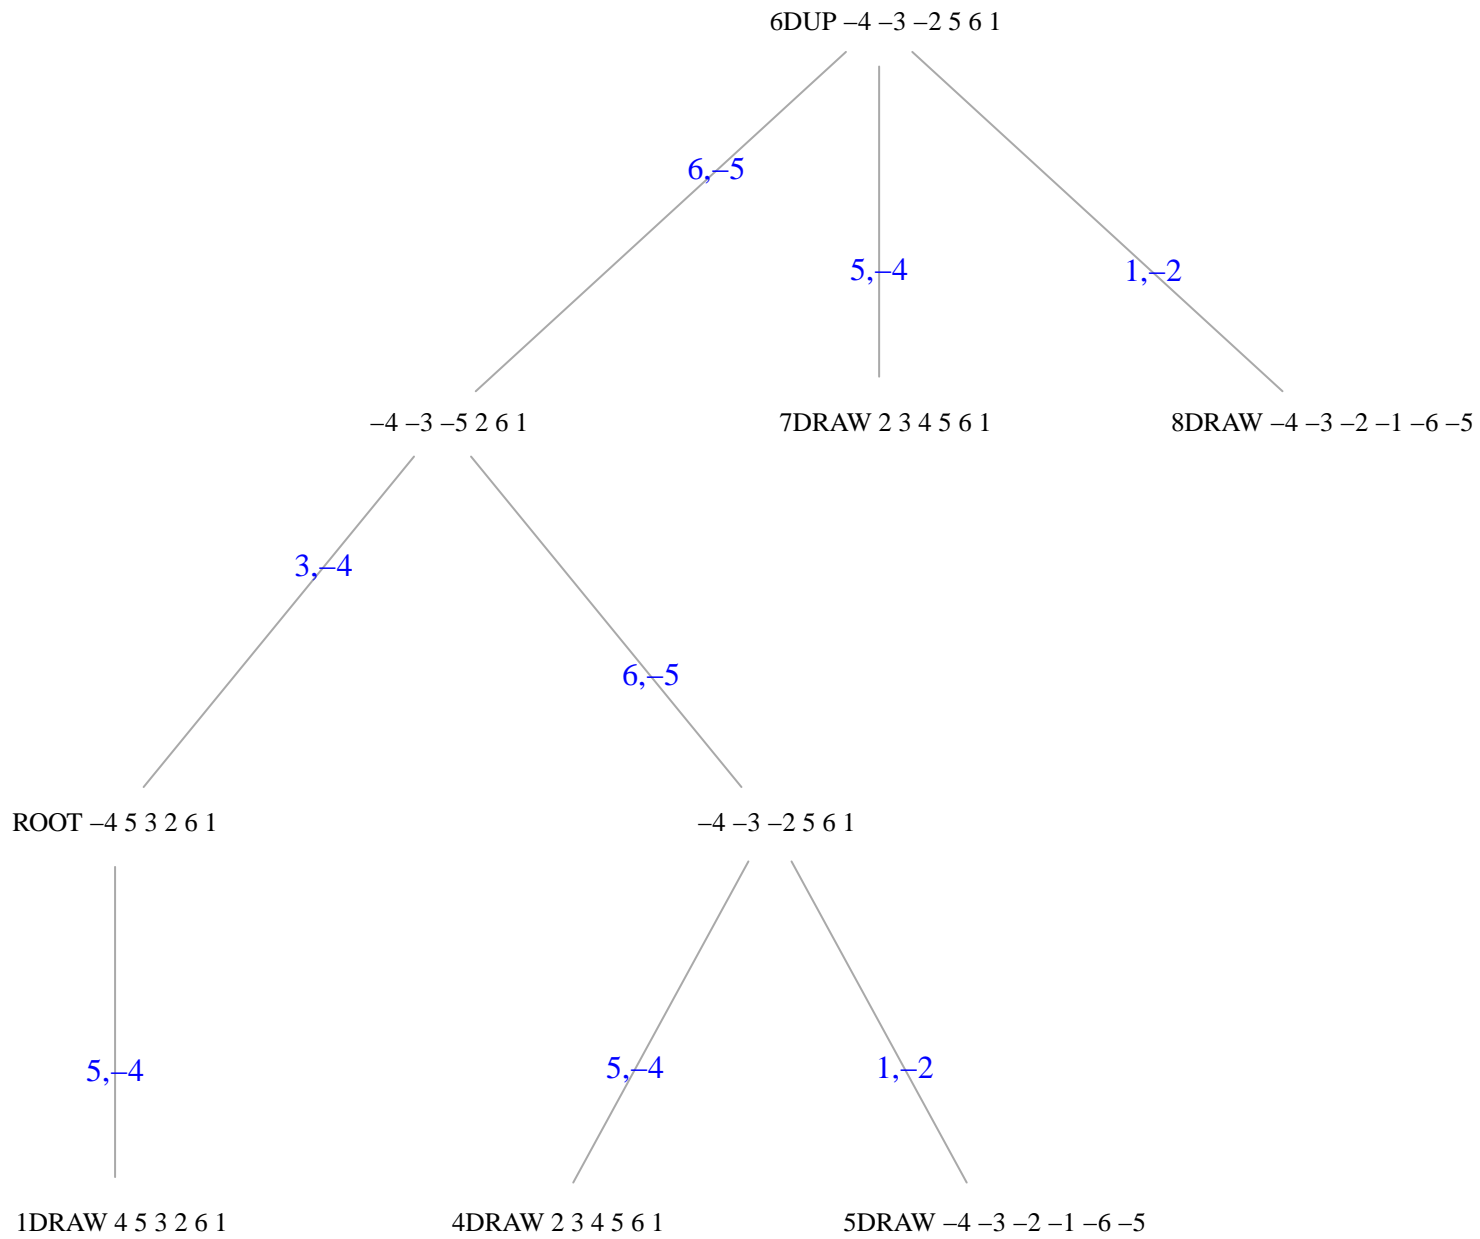 6DUP –4 –3 –2 5 6 1
6,–5
5,–4
1,–2
–4 –3 –5 2 6 1
7DRAW 2 3 4 5 6 1
8DRAW –4 –3 –2 –1 –6 –5
3,–4
6,–5
ROOT –4 5 3 2 6 1
–4 –3 –2 5 6 1
5,–4
5,–4
1,–2
1DRAW 4 5 3 2 6 1
4DRAW 2 3 4 5 6 1
5DRAW –4 –3 –2 –1 –6 –5